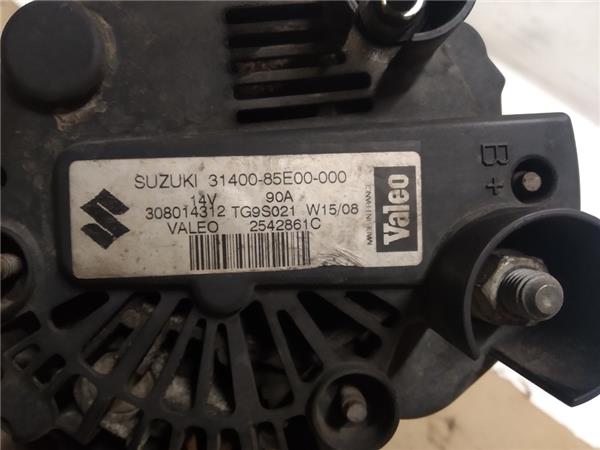 SUZUKI 31400-85E00-000
14V 90A
308014312 TG9S021 W15/08
VALEO 2542861C
MADE IN FRANCE
Valeo
B+